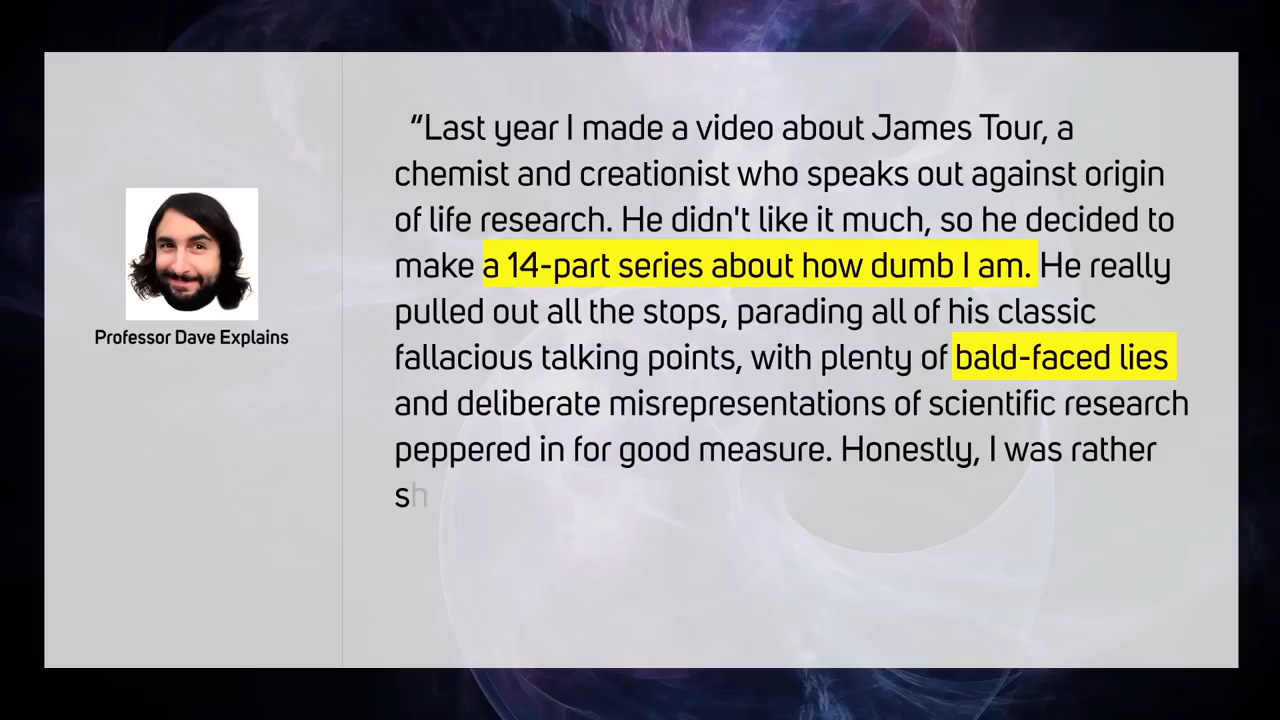 “Last year I made a video about James Tour, a
chemist and creationist who speaks out against origin
of life research. He didn't like it much, so he decided to
make a 14-part series about how dumb I am. He really
pulled out all the stops, parading all of his classic
fallacious talking points, with plenty of bald-faced lies
and deliberate misrepresentations of scientific research
peppered in for good measure. Honestly, I was rather
sh
Professor Dave Explains